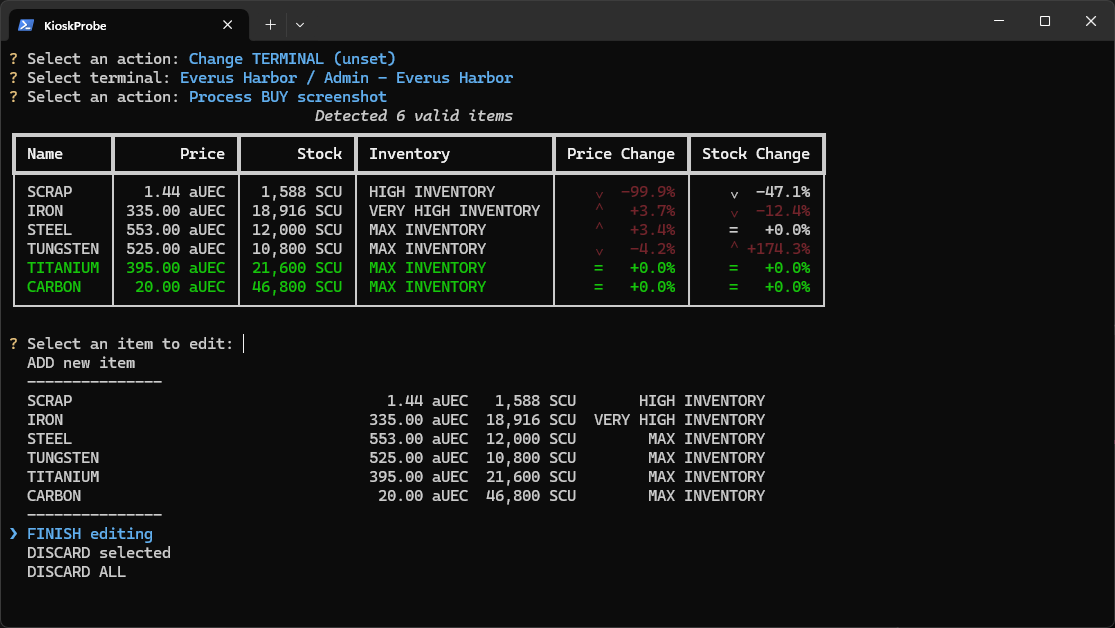 KioskProbe
? Select an action: Change TERMINAL (unset)
? Select terminal: Everus Harbor / Admin - Everus Harbor
? Select an action: Process BUY screenshot
Detected 6 valid items
Name Price Stock Inventory Price Change Stock Change
SCRAP 1.44 aUEC 1,588 SCU HIGH INVENTORY v -99.9% v -47.1%
IRON 335.00 aUEC 18,916 SCU VERY HIGH INVENTORY ^ +3.7% v -12.4%
STEEL 553.00 aUEC 12,000 SCU MAX INVENTORY ^ +3.4% = +0.0%
TUNGSTEN 525.00 aUEC 10,800 SCU MAX INVENTORY v -4.2% ^ +174.3%
TITANIUM 395.00 aUEC 21,600 SCU MAX INVENTORY = +0.0% = +0.0%
CARBON 20.00 aUEC 46,800 SCU MAX INVENTORY = +0.0% = +0.0%
? Select an item to edit:
ADD new item
---------------
SCRAP 1.44 aUEC 1,588 SCU HIGH INVENTORY
IRON 335.00 aUEC 18,916 SCU VERY HIGH INVENTORY
STEEL 553.00 aUEC 12,000 SCU MAX INVENTORY
TUNGSTEN 525.00 aUEC 10,800 SCU MAX INVENTORY
TITANIUM 395.00 aUEC 21,600 SCU MAX INVENTORY
CARBON 20.00 aUEC 46,800 SCU MAX INVENTORY
---------------
❯ FINISH editing
DISCARD selected
DISCARD ALL